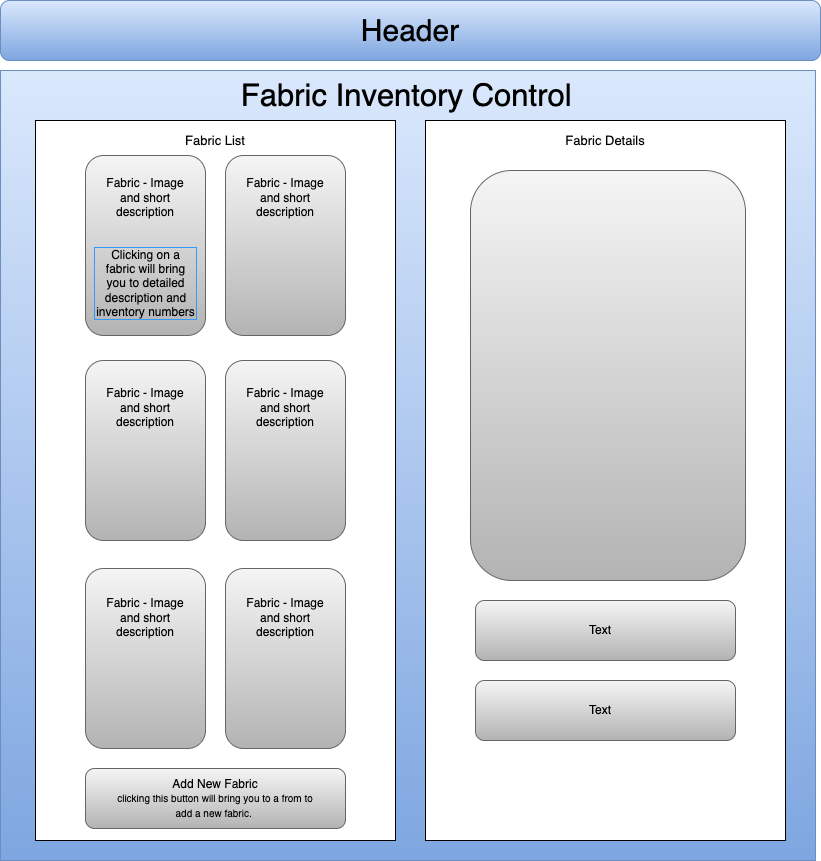 Header
Fabric Inventory Control
Fabric List
Fabric - Image
and short
description
Clicking on a
fabric will bring
you to detailed
description and
inventory numbers
Fabric - Image
and short
description
Fabric - Image
and short
description
Fabric - Image
and short
description
Fabric - Image
and short
description
Fabric - Image
and short
description
Add New Fabric
clicking this button will bring you to a from to
add a new fabric.
Fabric Details
Text
Text